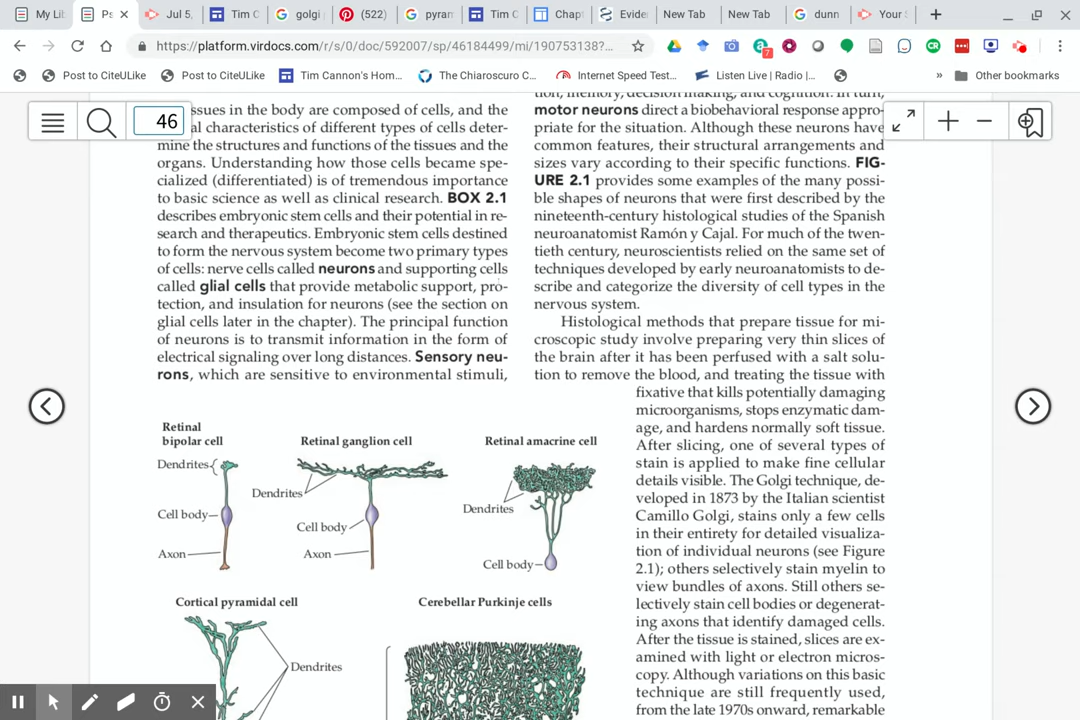 My Lib
Ps
Jul 5,
Tim C
golgi
(522)
pyram
Tim C
Chapt
Evide
New Tab
New Tab
dunn
Your
https://platform.virdocs.com/r/s/0/doc/592007/sp/46184499/mi/190753138?...
7
CR
Post to CiteULike
Post to CiteULike
Tim Cannon's Hom...
The Chiaroscuro C...
Internet Speed Test...
Listen Live | Radio |...
»
Other bookmarks
46
ssues in the body are composed of cells, and the
al characteristics of different types of cells deter-
mine the structures and functions of the tissues and the
organs. Understanding how those cells became spe-
cialized (differentiated) is of tremendous importance
to basic science as well as clinical research. BOX 2.1
describes embryonic stem cells and their potential in re-
search and therapeutics. Embryonic stem cells destined
to form the nervous system become two primary types
of cells: nerve cells called neurons and supporting cells
called glial cells that provide metabolic support, pro-
tection, and insulation for neurons (see the section on
glial cells later in the chapter). The principal function
of neurons is to transmit information in the form of
electrical signaling over long distances. Sensory neu-
rons, which are sensitive to environmental stimuli,
tion, memory, decision making, and cognition. In turn,
motor neurons direct a biobehavioral response appro-
priate for the situation. Although these neurons have
common features, their structural arrangements and
sizes vary according to their specific functions. FIG-
URE 2.1 provides some examples of the many possi-
ble shapes of neurons that were first described by the
nineteenth-century histological studies of the Spanish
neuroanatomist Ramón y Cajal. For much of the twen-
tieth century, neuroscientists relied on the same set of
techniques developed by early neuroanatomists to de-
scribe and categorize the diversity of cell types in the
nervous system.
Histological methods that prepare tissue for mi-
croscopic study involve preparing very thin slices of
the brain after it has been perfused with a salt solu-
tion to remove the blood, and treating the tissue with
fixative that kills potentially damaging
microorganisms, stops enzymatic dam-
age, and hardens normally soft tissue.
After slicing, one of several types of
stain is applied to make fine cellular
details visible. The Golgi technique, de-
veloped in 1873 by the Italian scientist
Camillo Golgi, stains only a few cells
in their entirety for detailed visualiza-
tion of individual neurons (see Figure
2.1); others selectively stain myelin to
view bundles of axons. Still others se-
lectively stain cell bodies or degenerat-
ing axons that identify damaged cells.
After the tissue is stained, slices are ex-
amined with light or electron micros-
copy. Although variations on this basic
technique are still frequently used,
from the late 1970s onward, remarkable
Retinal
bipolar cell
Dendrites
Cell body
Axon
Retinal ganglion cell
Dendrites
Cell body
Axon
Retinal amacrine cell
Dendrites
Cell body
Cortical pyramidal cell
Dendrites
Cerebellar Purkinje cells